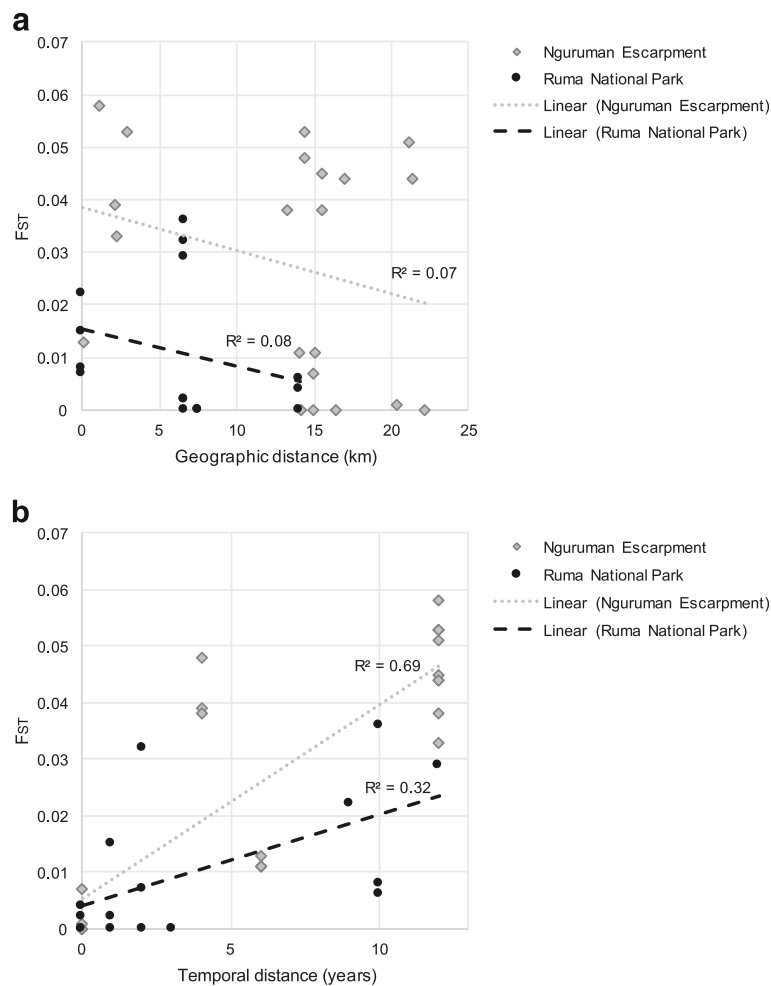 a
0.07
0.06
0.05
0.04
0.03
0.02
0.01
0
FST
R² = 0.07
R² = 0.08
0 5 10 15 20 25
Geographic distance (km)
Nguruman Escarpment
Ruma National Park
Linear (Nguruman Escarpment)
Linear (Ruma National Park)
b
0.07
0.06
0.05
0.04
0.03
0.02
0.01
0
FST
R² = 0.69
R² = 0.32
0 5 10
Temporal distance (years)
Nguruman Escarpment
Ruma National Park
Linear (Nguruman Escarpment)
Linear (Ruma National Park)